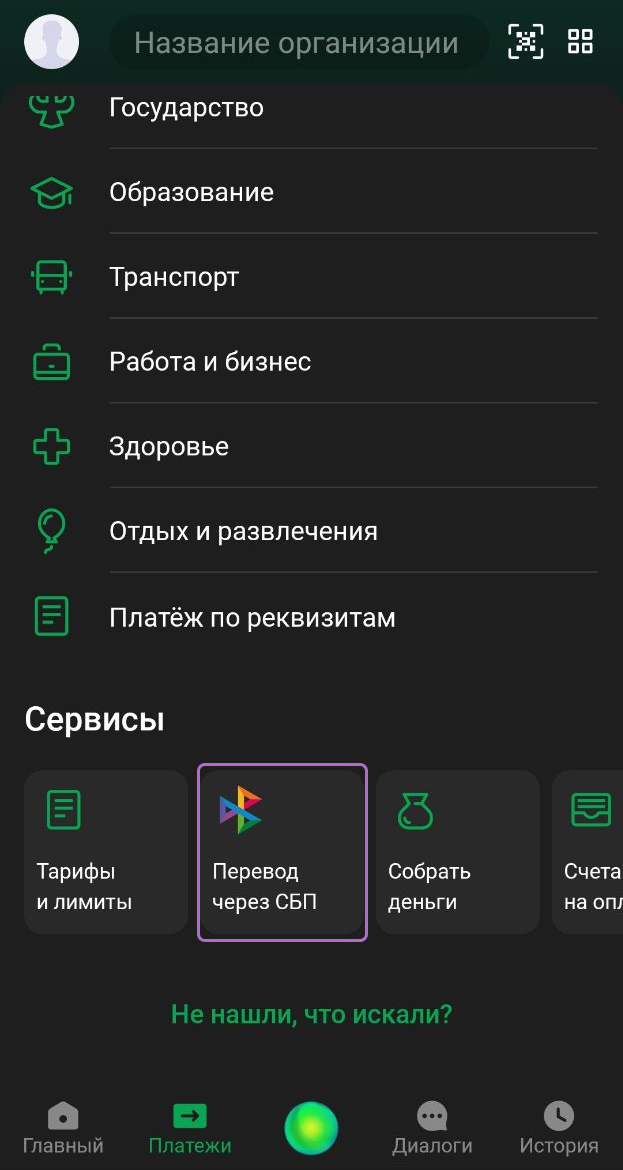 Название организации
Государство
Образование
Транспорт
Работа и бизнес
Здоровье
Отдых и развлечения
Платёж по реквизитам
Сервисы
Тарифы
и лимиты
Перевод
через СБП
Собрать
деньги
Счета
на опл
Не нашли, что искали?
Главный
Платежи
Диалоги
История